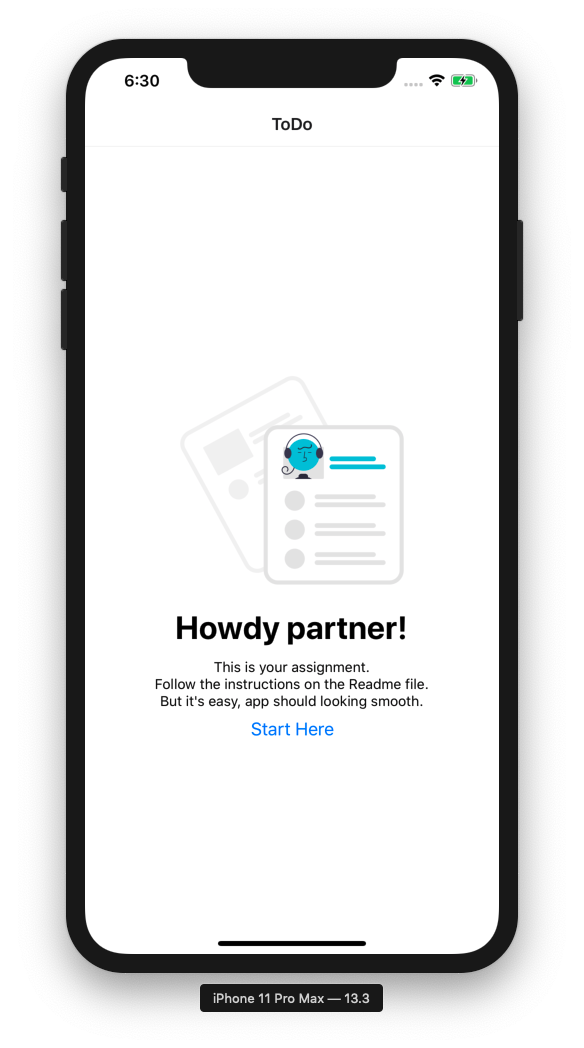 6:30
ToDo
Howdy partner!
This is your assignment.
Follow the instructions on the Readme file.
But it's easy, app should looking smooth.
Start Here
iPhone 11 Pro Max — 13.3